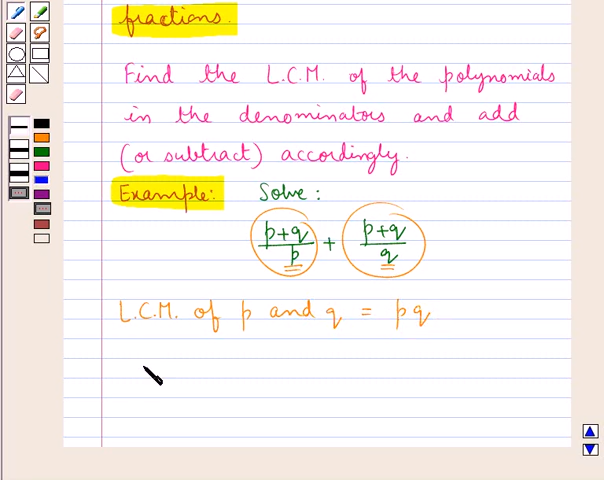 fractions.
Find the L.C.M. of the polynomials
in the denominators and add
(or subtract) accordingly.
Example: Solve:
p+q/p + p+q/q
L.C.M. of p and q = pq